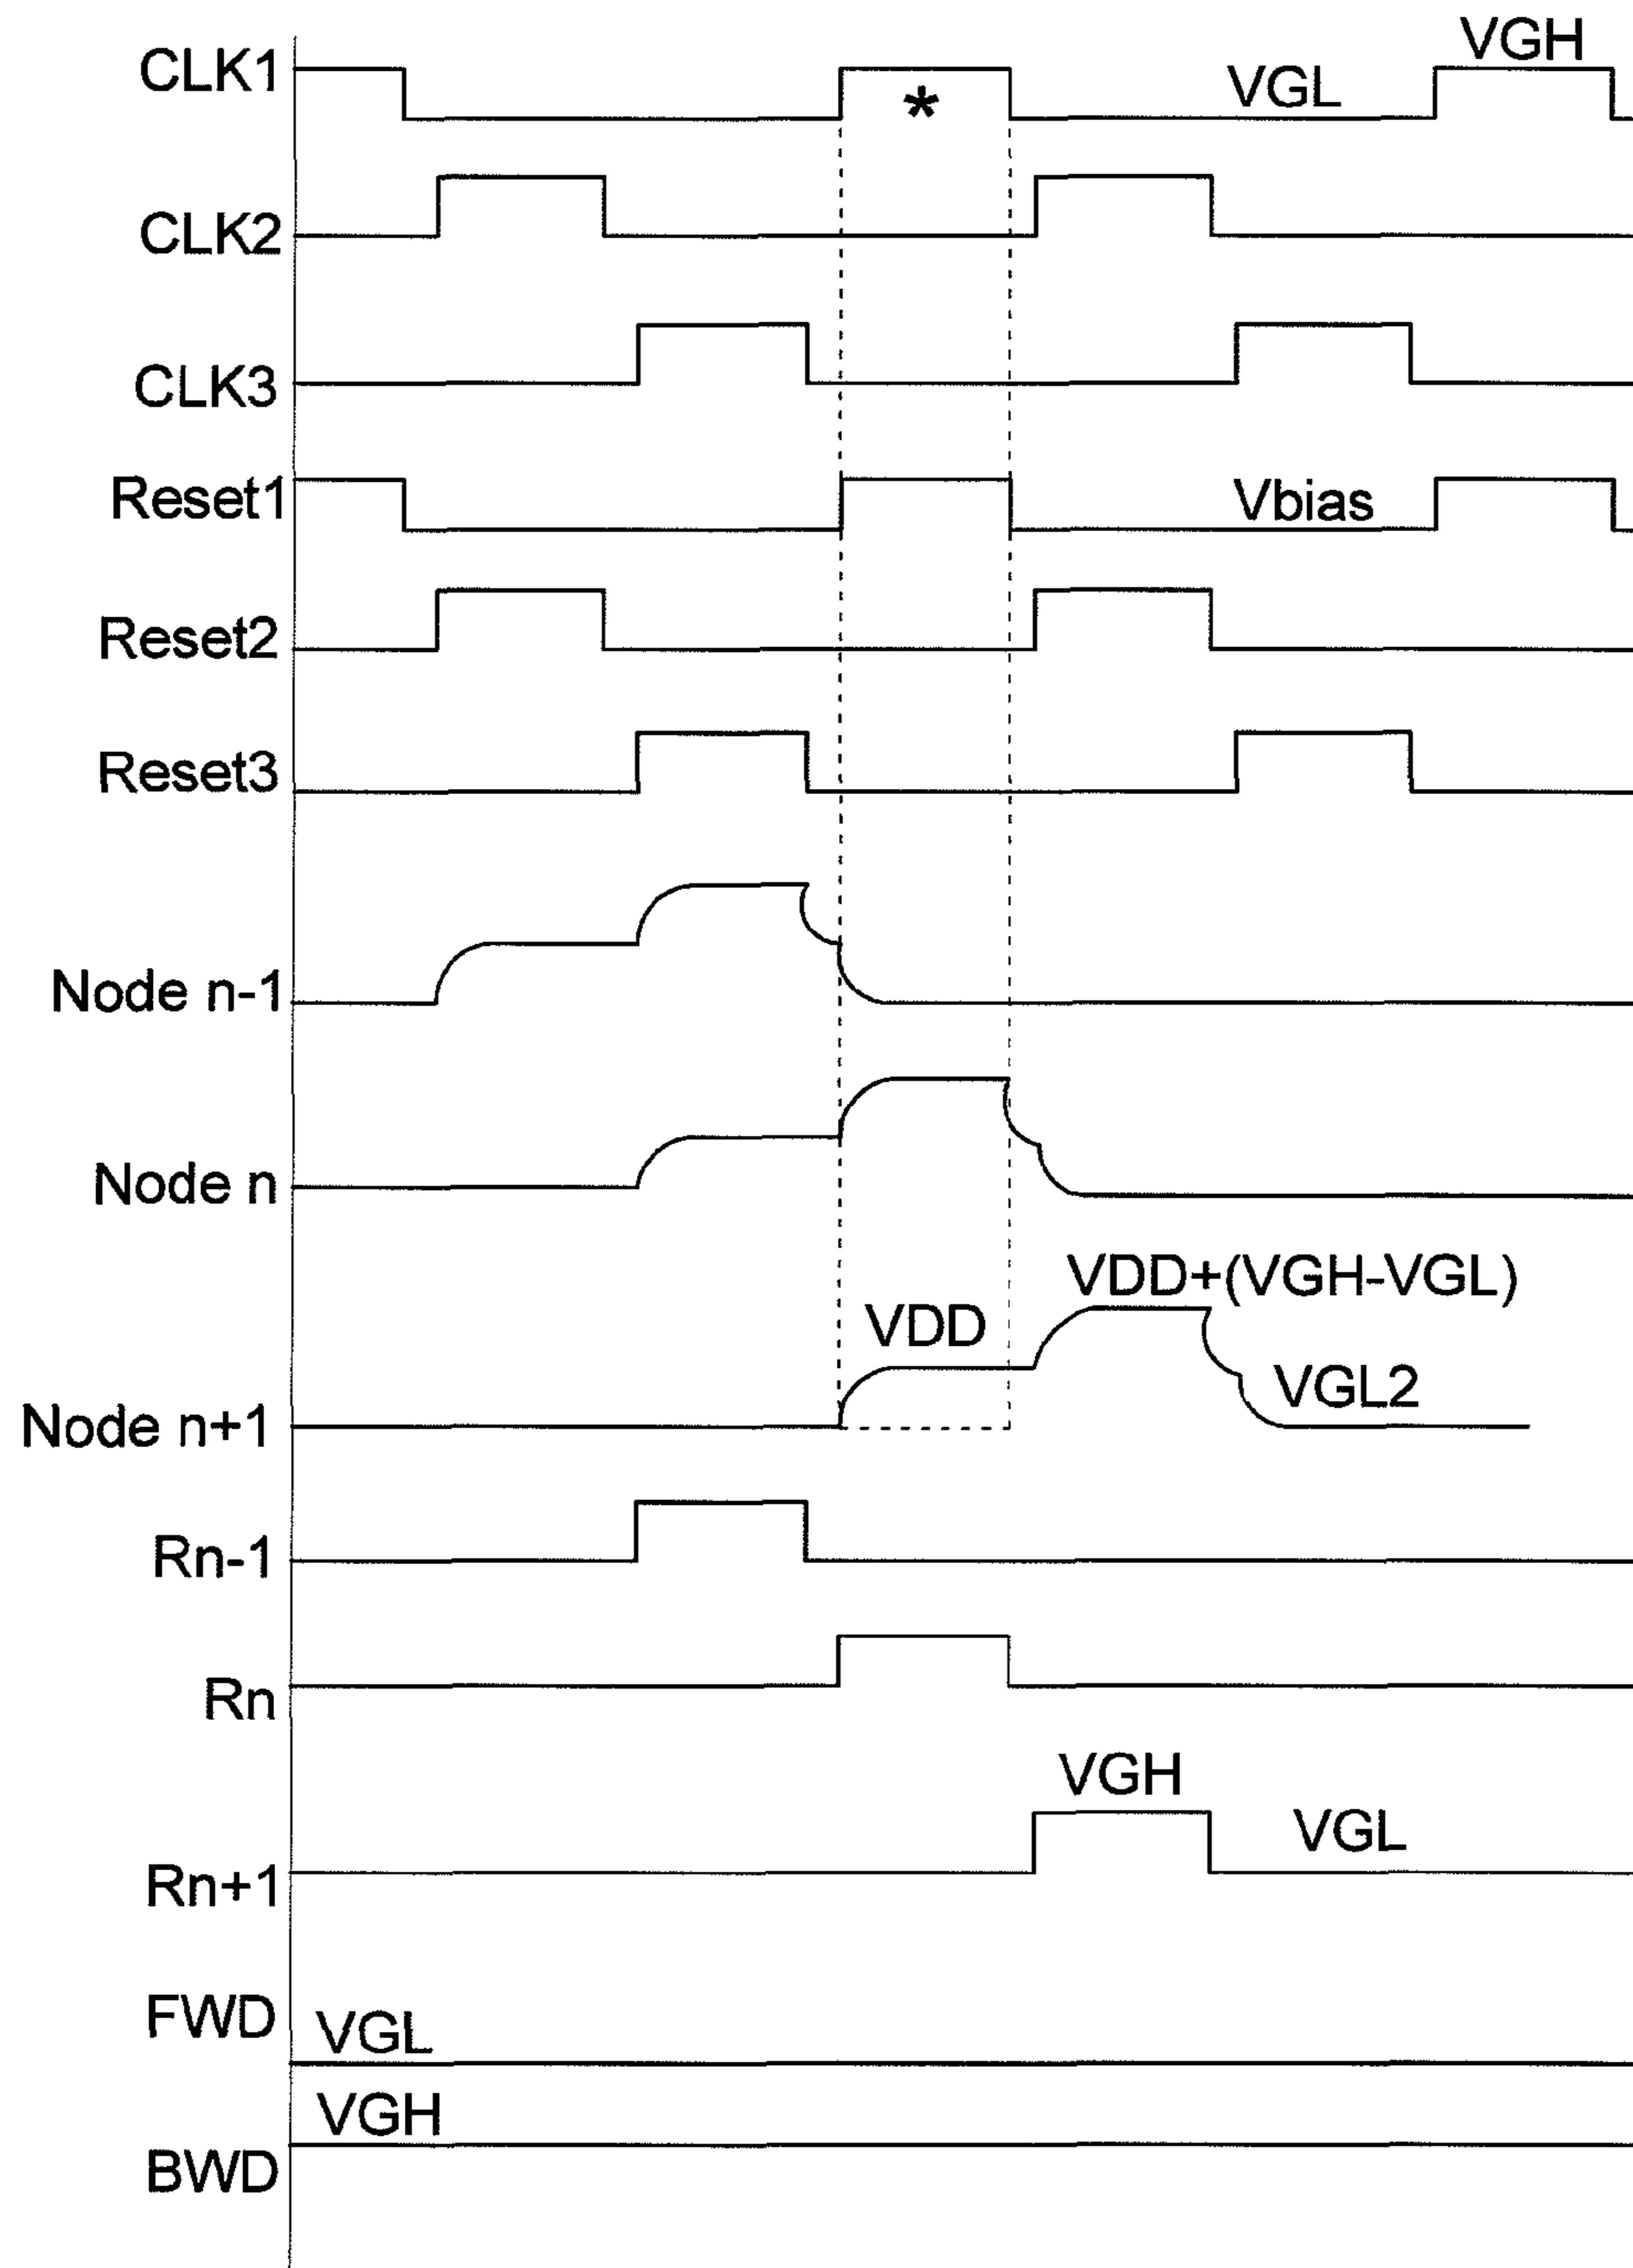 VGH
CLK1
*
VGL
CLK2
CLK3
Reset1
Vbias
Reset2
Reset3
Node n-1
Node n
VDD+(VGH-VGL)
VDD
VGL2
Node n+1
Rn-1
Rn
VGH
VGL
Rn+1
FWD
VGL
VGH
BWD